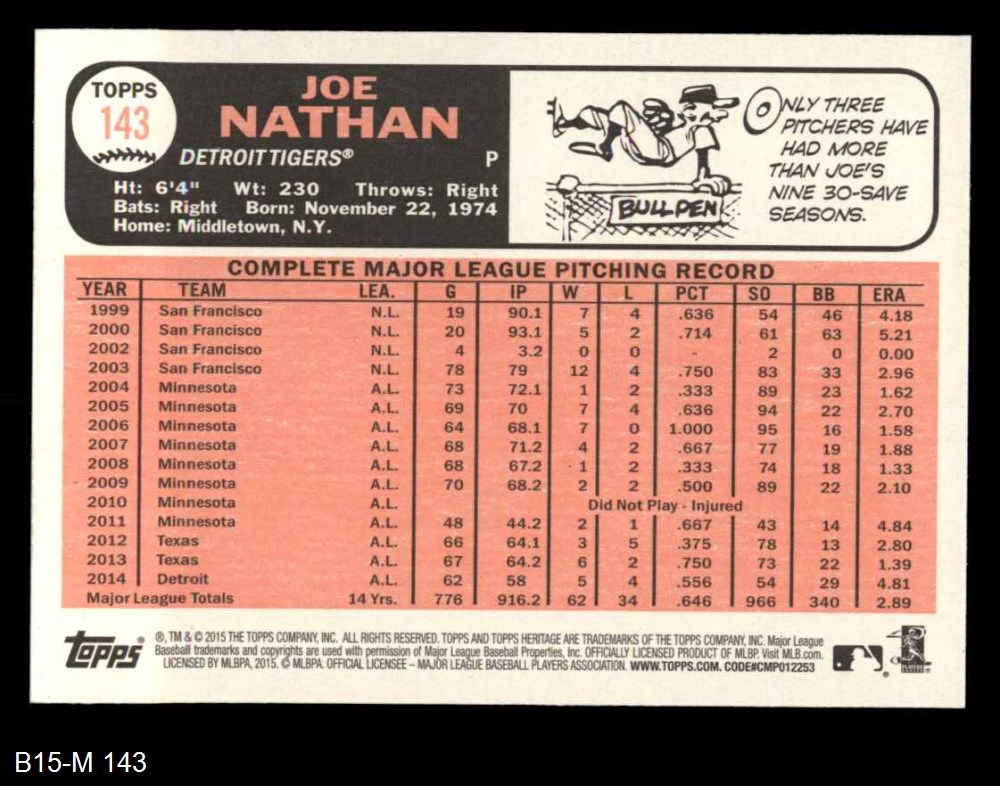 TOPPS
143
JOE
NATHAN
DETROIT TIGERS® P
Ht: 6'4" Wt: 230 Throws: Right
Bats: Right Born: November 22, 1974
Home: Middletown, N.Y.
BULLPEN
ONLY THREE
PITCHERS HAVE
HAD MORE
THAN JOE'S
NINE 30-SAVE
SEASONS.
COMPLETE MAJOR LEAGUE PITCHING RECORD
YEAR TEAM LEA. G IP W L PCT SO BB ERA
1999 San Francisco N.L. 19 90.1 7 4 .636 54 46 4.18
2000 San Francisco N.L. 20 93.1 5 2 .714 61 63 5.21
2002 San Francisco N.L. 4 3.2 0 0 - 2 0 0.00
2003 San Francisco N.L. 78 79 12 4 .750 83 33 2.96
2004 Minnesota A.L. 73 72.1 1 2 .333 89 23 1.62
2005 Minnesota A.L. 69 70 7 4 .636 94 22 2.70
2006 Minnesota A.L. 64 68.1 7 0 1.000 95 16 1.58
2007 Minnesota A.L. 68 71.2 4 2 .667 77 19 1.88
2008 Minnesota A.L. 68 67.2 1 2 .333 74 18 1.33
2009 Minnesota A.L. 70 68.2 2 2 .500 89 22 2.10
2010 Minnesota A.L. Did Not Play - Injured
2011 Minnesota A.L. 48 44.2 2 1 .667 43 14 4.84
2012 Texas A.L. 66 64.1 3 5 .375 78 13 2.80
2013 Texas A.L. 67 64.2 6 2 .750 73 22 1.39
2014 Detroit A.L. 62 58 5 4 .556 54 29 4.81
Major League Totals 14 Yrs. 776 916.2 62 34 .646 966 340 2.89
Topps®
®, TM & © 2015 THE TOPPS COMPANY, INC. ALL RIGHTS RESERVED. TOPPS AND TOPPS HERITAGE ARE TRADEMARKS OF THE TOPPS COMPANY, INC. Major League
Baseball trademarks and copyrights are used with permission of Major League Baseball Properties, Inc. OFFICIALLY LICENSED PRODUCT OF MLBP. Visit MLB.com.
LICENSED BY MLBPA, 2015. © MLBPA. OFFICIAL LICENSEE – MAJOR LEAGUE BASEBALL PLAYERS ASSOCIATION. WWW.TOPPS.COM. CODE#CMP012253
B15-M 143